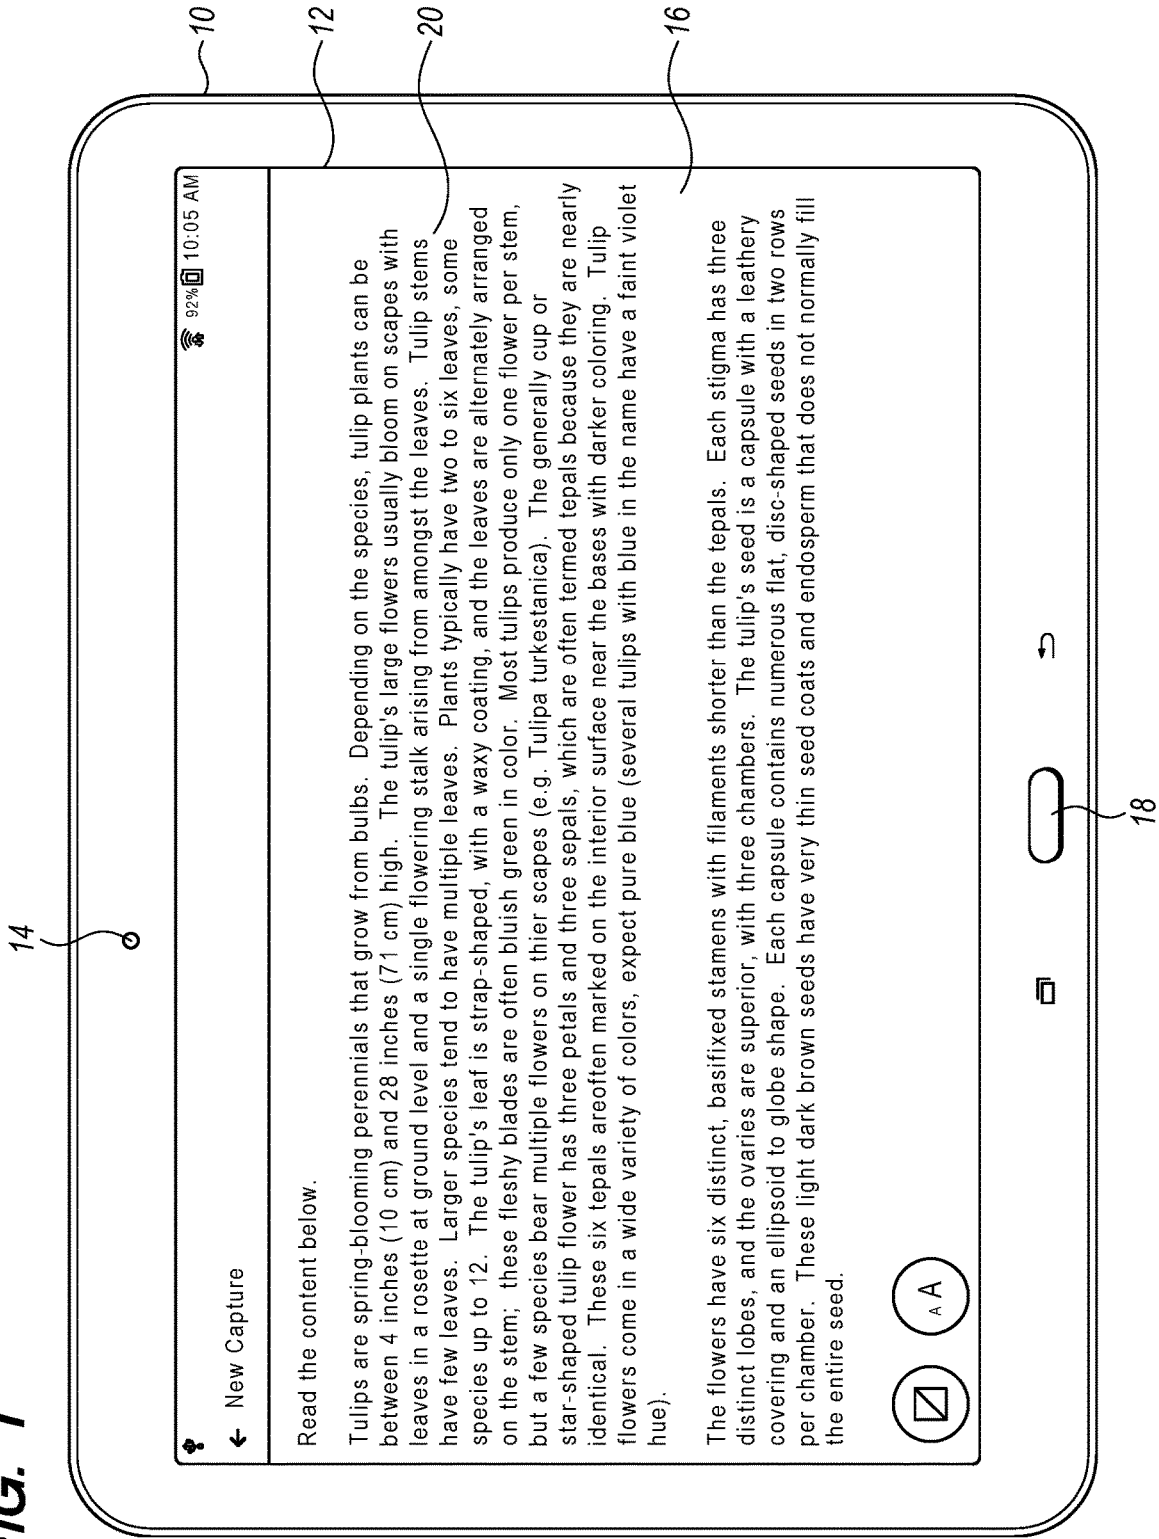 FIG. 1
14
10
12
20
16
18
92% 10:05 AM
← New Capture
Read the content below.
Tulips are spring-blooming perennials that grow from bulbs. Depending on the species, tulip plants can be
between 4 inches (10 cm) and 28 inches (71 cm) high. The tulip's large flowers usually bloom on scapes with
leaves in a rosette at ground level and a single flowering stalk arising from amongst the leaves. Tulip stems
have few leaves. Larger species tend to have multiple leaves. Plants typically have two to six leaves, some
species up to 12. The tulip's leaf is strap-shaped, with a waxy coating, and the leaves are alternately arranged
on the stem; these fleshy blades are often bluish green in color. Most tulips produce only one flower per stem,
but a few species bear multiple flowers on thier scapes (e.g. Tulipa turkestanica). The generally cup or
star-shaped tulip flower has three petals and three sepals, which are often termed tepals because they are nearly
identical. These six tepals areoften marked on the interior surface near the bases with darker coloring. Tulip
flowers come in a wide variety of colors, expect pure blue (several tulips with blue in the name have a faint violet
hue).
The flowers have six distinct, basifixed stamens with filaments shorter than the tepals. Each stigma has three
distinct lobes, and the ovaries are superior, with three chambers. The tulip's seed is a capsule with a leathery
covering and an ellipsoid to globe shape. Each capsule contains numerous flat, disc-shaped seeds in two rows
per chamber. These light dark brown seeds have very thin seed coats and endosperm that does not normally fill
the entire seed.
A A